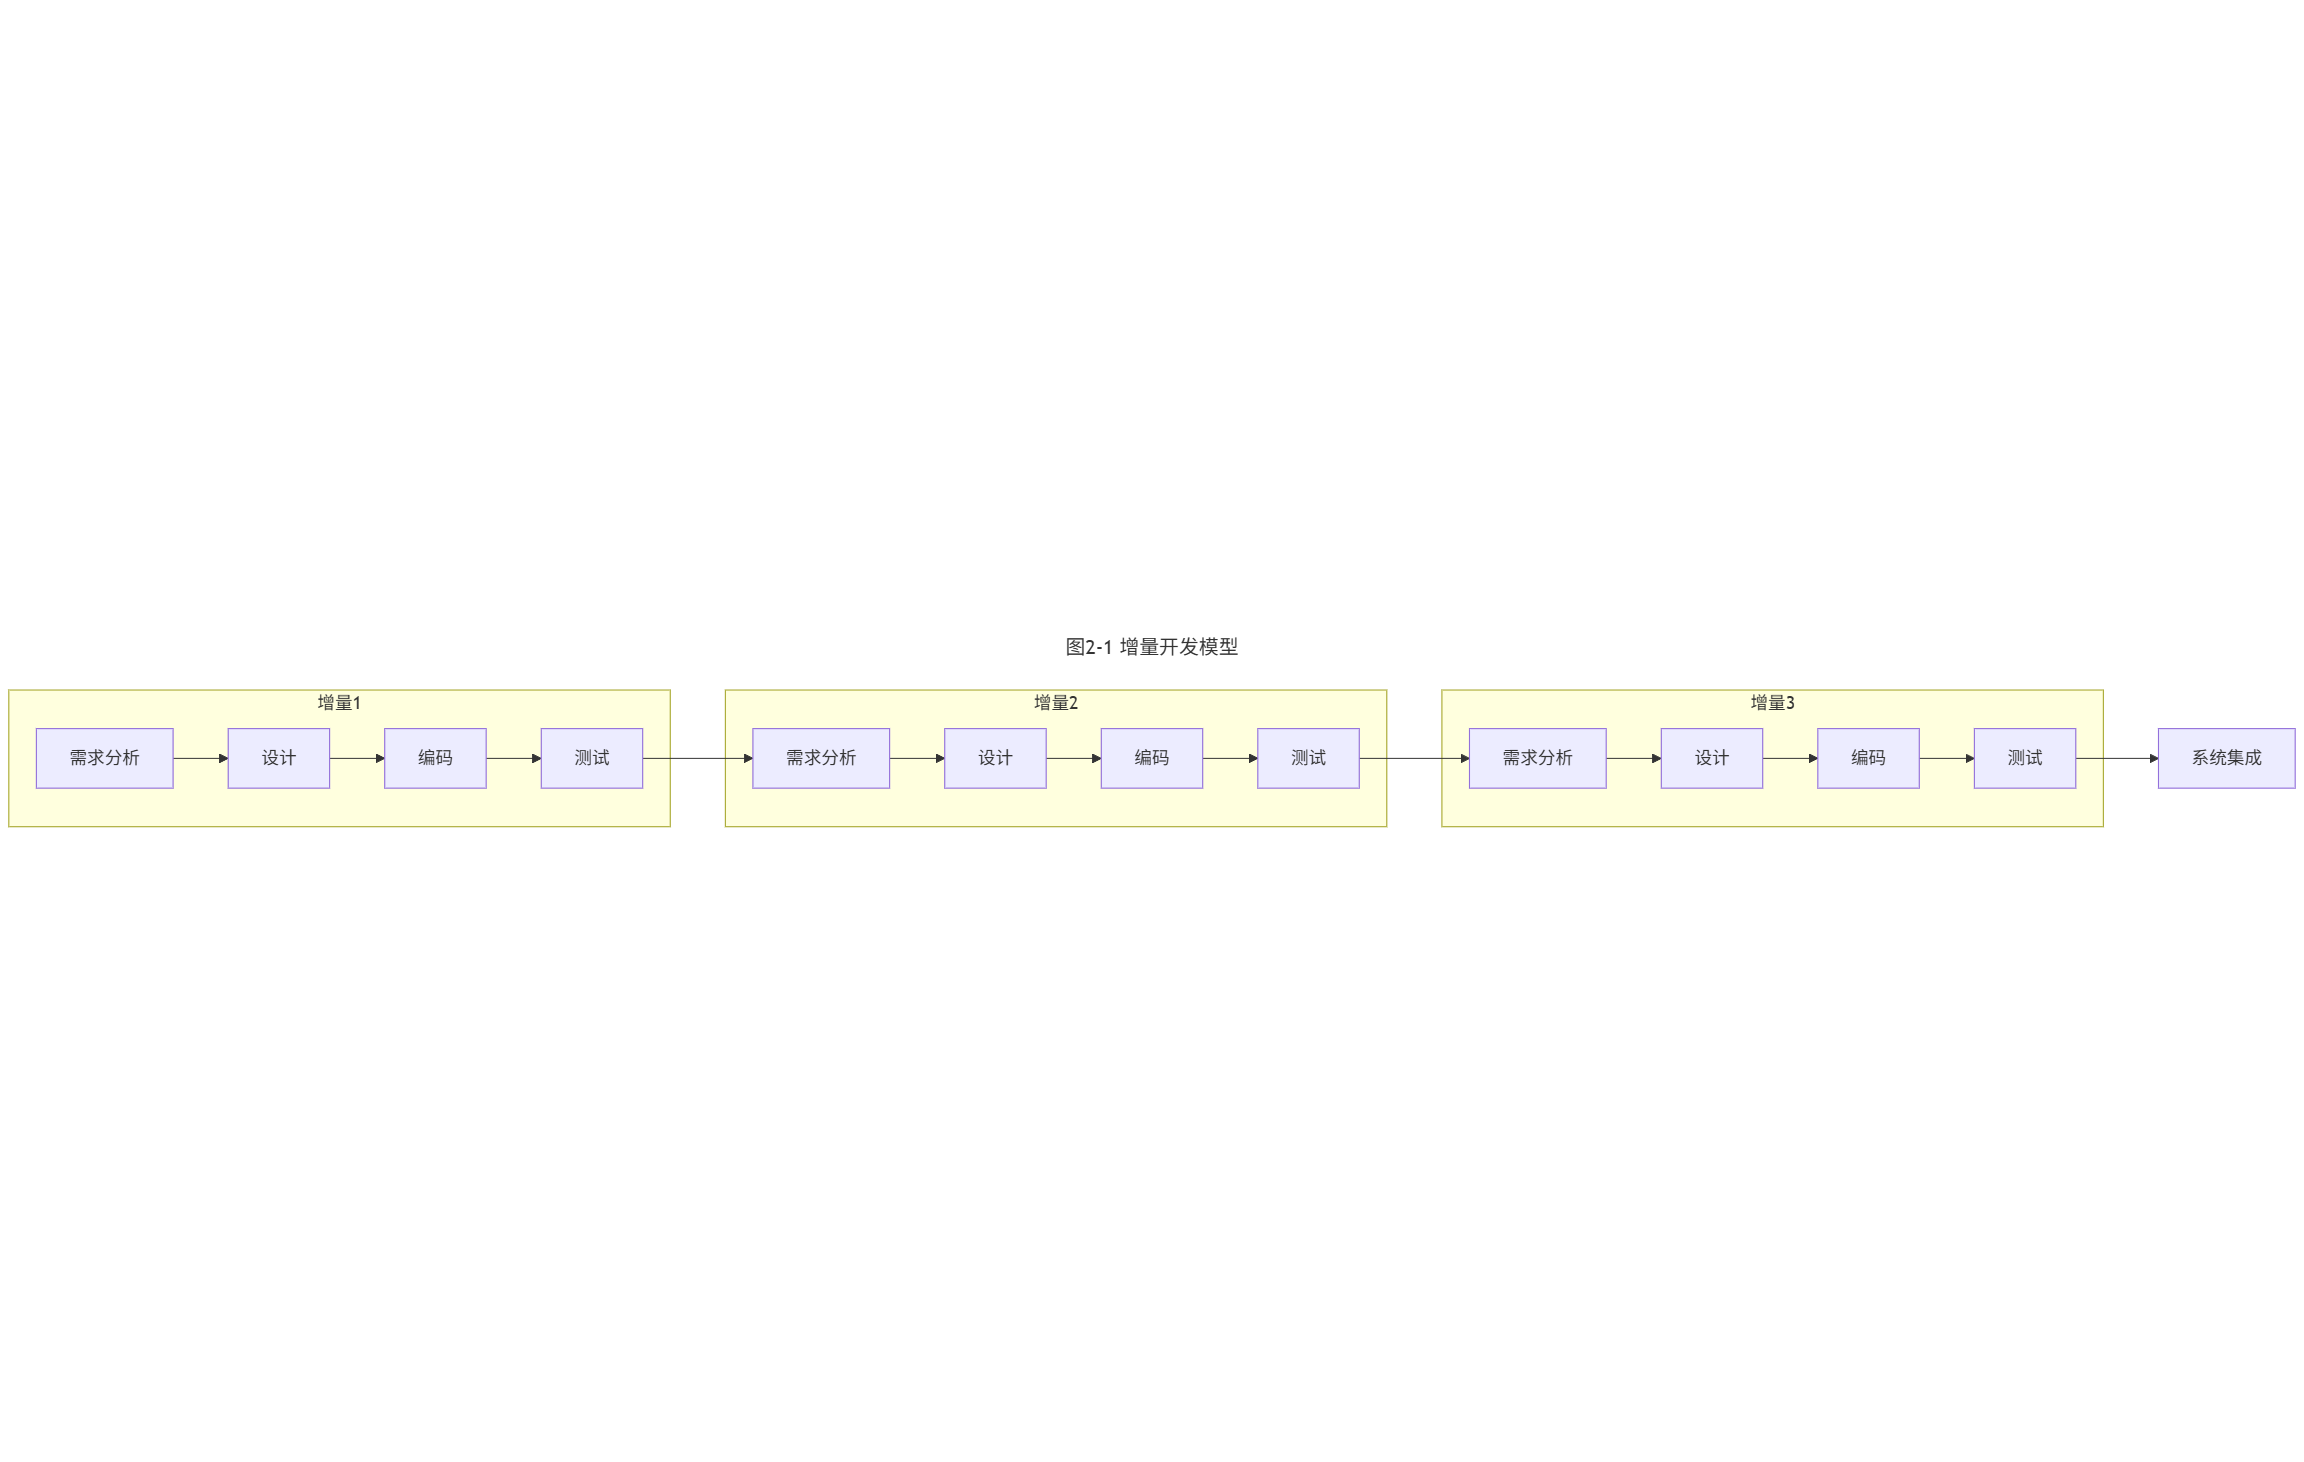 图2-1 增量开发模型
增量1
需求分析
设计
编码
测试
增量2
需求分析
设计
编码
测试
增量3
需求分析
设计
编码
测试
系统集成